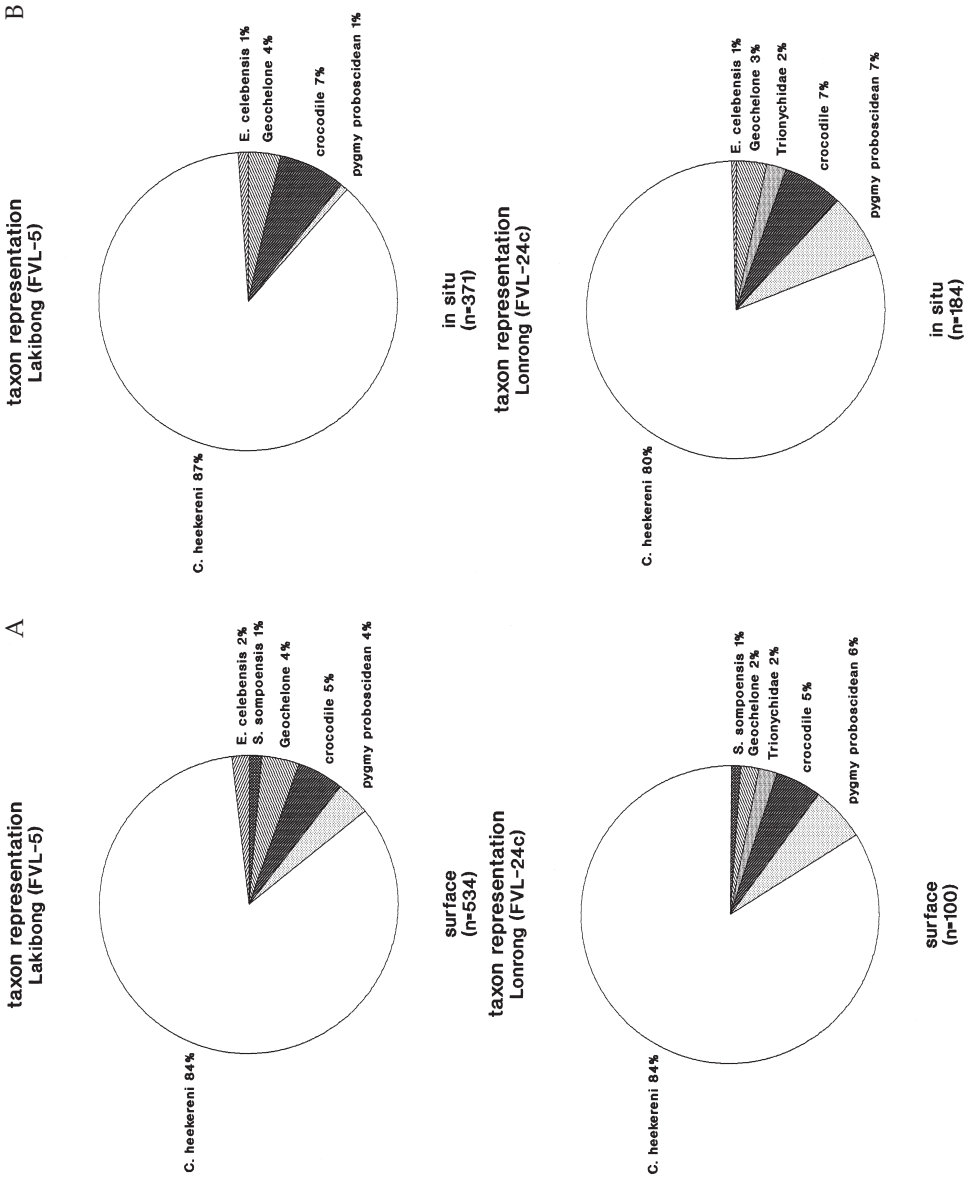 A
taxon representation
Lakibong (FVL-5)
C. heekereni 84%
E. celebensis 2%
S. sompoensis 1%
Geochelone 4%
crocodile 5%
pygmy proboscidean 4%
surface
(n=534)
taxon representation
Lonrong (FVL-24c)
C. heekereni 84%
S. sompoensis 1%
Geochelone 2%
Trionychidae 2%
crocodile 5%
pygmy proboscidean 6%
surface
(n=100)
B
taxon representation
Lakibong (FVL-5)
C. heekereni 87%
E. celebensis 1%
Geochelone 4%
crocodile 7%
pygmy proboscidean 1%
in situ
(n=371)
taxon representation
Lonrong (FVL-24c)
C. heekereni 80%
E. celebensis 1%
Geochelone 3%
Trionychidae 2%
crocodile 7%
pygmy proboscidean 7%
in situ
(n=184)